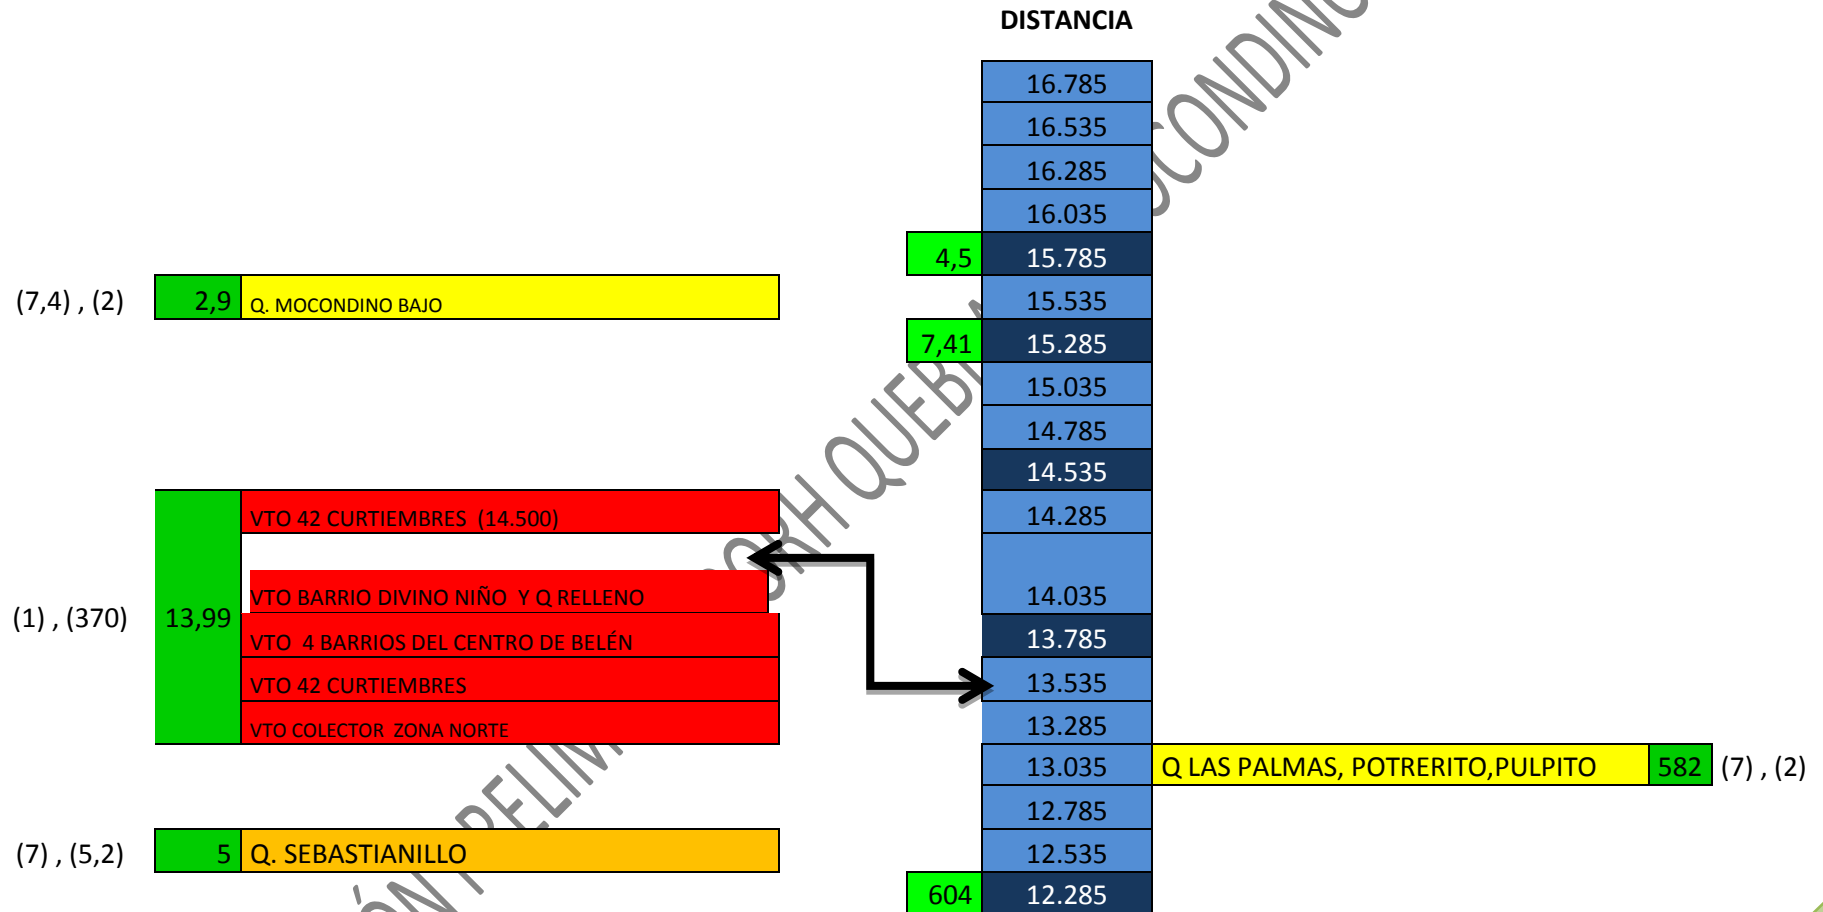 DISTANCIA
16.785
16.535
16.285
16.035
4,5 15.785
(7,4) , (2) 2,9 Q. MOCONDINO BAJO 15.535
7,41 15.285
15.035
14.785
14.535
VTO 42 CURTIEMBRES (14.500) 14.285
VTO BARRIO DIVINO NIÑO Y Q RELLENO 14.035
(1) , (370) 13,99
VTO 4 BARRIOS DEL CENTRO DE BELÉN 13.785
VTO 42 CURTIEMBRES 13.535
VTO COLECTOR ZONA NORTE 13.285
13.035 Q LAS PALMAS, POTRERITO,PULPITO 582 (7) , (2)
12.785
(7) , (5,2) 5 Q. SEBASTIANILLO 12.535
604 12.285